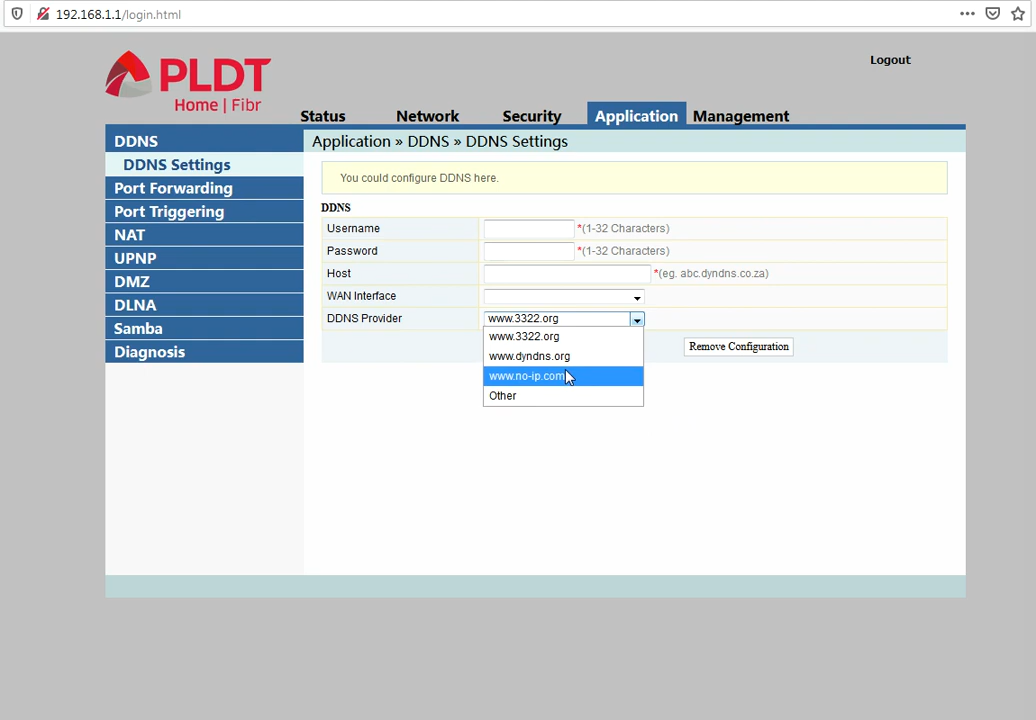 192.168.1.1/login.html
PLDT
Home | Fibr
Logout
Status Network Security Application Management
DDNS
DDNS Settings
Port Forwarding
Port Triggering
NAT
UPNP
DMZ
DLNA
Samba
Diagnosis
Application » DDNS » DDNS Settings
You could configure DDNS here.
DDNS
Username *(1-32 Characters)
Password *(1-32 Characters)
Host *(eg. abc.dyndns.co.za)
WAN Interface
DDNS Provider www.3322.org
www.3322.org
www.dyndns.org
www.no-ip.com
Other
Remove Configuration